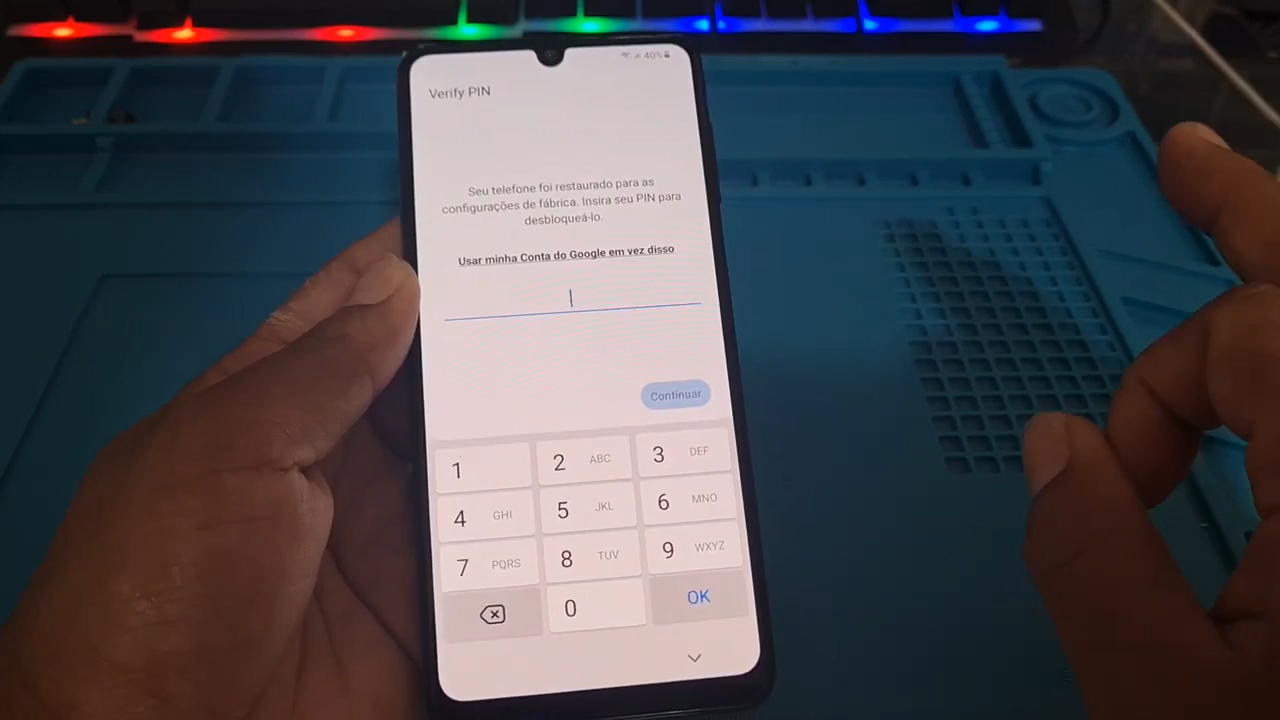 40%
Verify PIN
Seu telefone foi restaurado para as
configurações de fábrica. Insira seu PIN para
desbloqueá-lo.
Usar minha Conta do Google em vez disso
Continuar
1
2 ABC
3 DEF
4 GHI
5 JKL
6 MNO
7 PQRS
8 TUV
9 WXYZ
0
OK